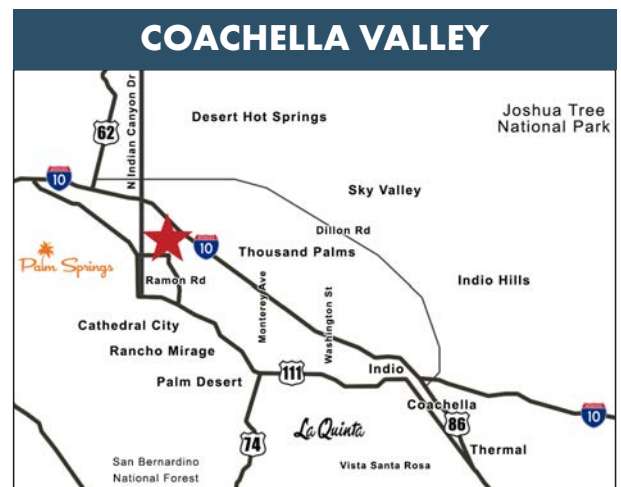 COACHELLA VALLEY
N Indian Canyon Dr
62
Desert Hot Springs
Joshua Tree
National Park
10
Sky Valley
Dillon Rd
10
Thousand Palms
Palm Springs
Ramon Rd
Indio Hills
Monterey Ave
Washington St
Cathedral City
Rancho Mirage
Palm Desert
111
Indio
Coachella
10
86
La Quinta
74
Thermal
San Bernardino
National Forest
Vista Santa Rosa